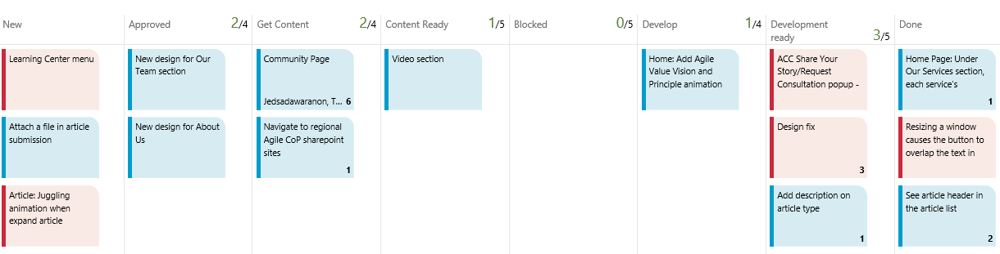 New
Approved
2/4
Get Content
2/4
Content Ready
1/5
Blocked
0/5
Develop
1/4
Development
ready
3/5
Done
Learning Center menu
Attach a file in article
submission
Article: Juggling
animation when
expand article
New design for Our
Team section
New design for About
Us
Community Page
Jedsadawaranon, T... 6
Navigate to regional
Agile CoP sharepoint
sites
1
Video section
Home: Add Agile
Value Vision and
Principle animation
ACC Share Your
Story/Request
Consultation popup -
Design fix
3
Add description on
article type
1
Home Page: Under
Our Services section,
each service's
1
Resizing a window
causes the button to
overlap the text in
See article header in
the article list
2